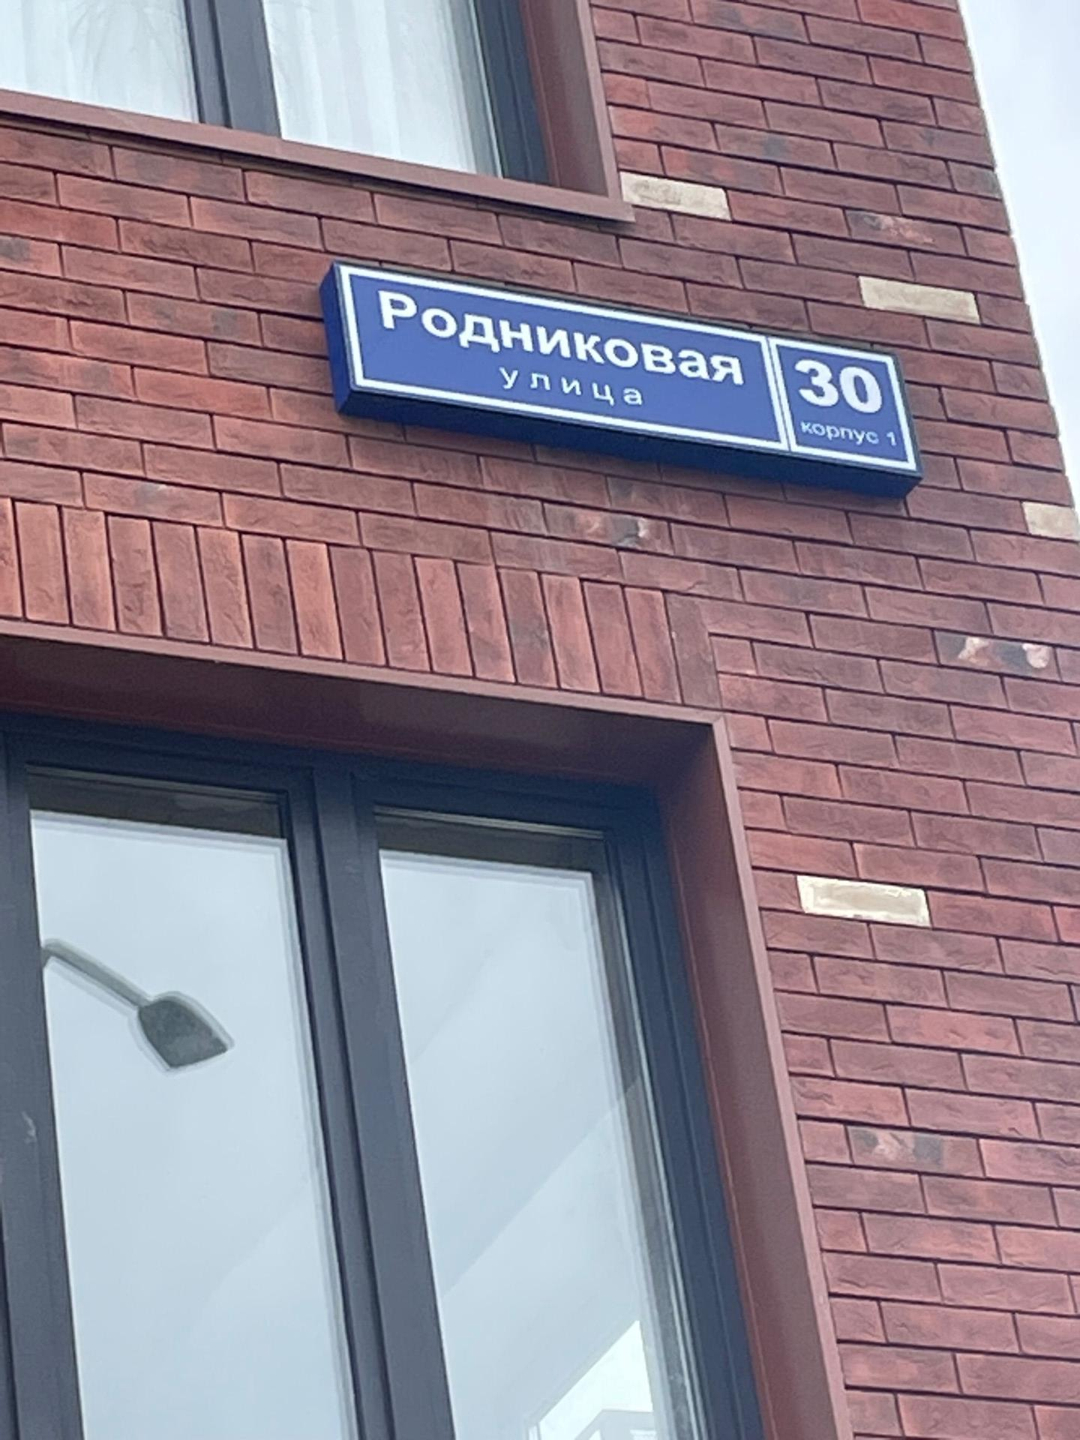 Родниковая
улица
30
корпус 1